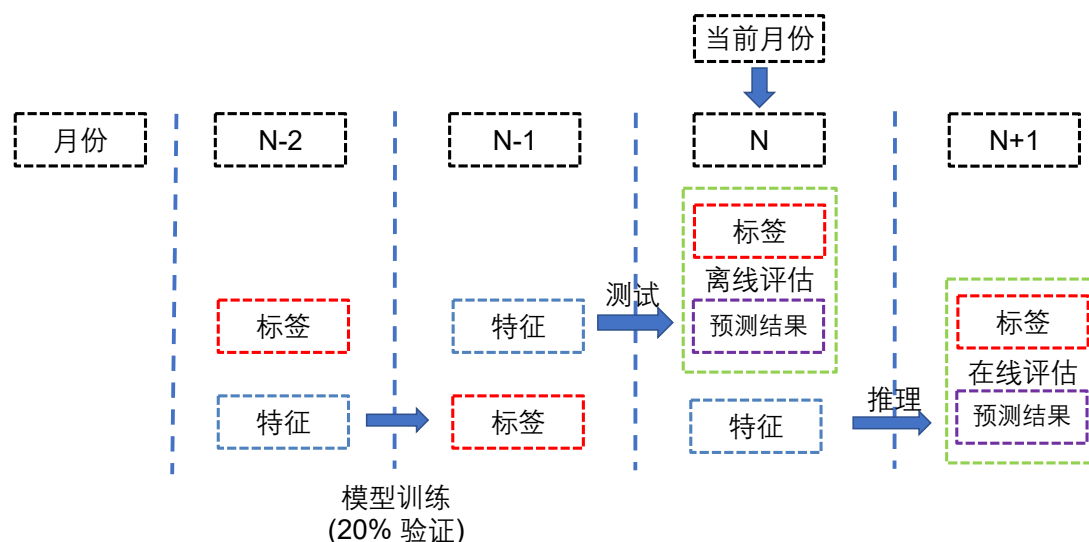 当前月份
月份
N-2
N-1
N
N+1
标签
离线评估
测试
预测结果
标签
特征
标签
在线评估
预测结果
特征
标签
特征
推理
模型训练
(20% 验证)